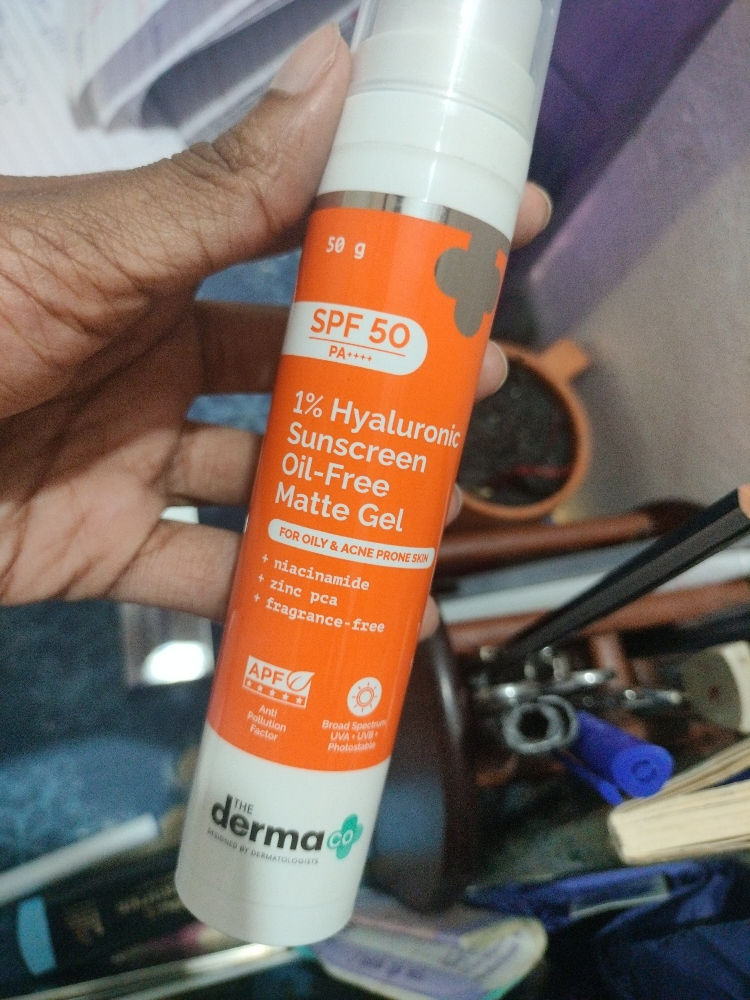 50 g
SPF 50
PA++++
1% Hyaluronic
Sunscreen
Oil-Free
Matte Gel
FOR OILY & ACNE PRONE SKIN
+ niacinamide
+ zinc pca
+ fragrance-free
APF
Anti
Pollution
Factor
Broad Spectrum
UVA + UVB +
Photostable
THE
derma co
DESIGNED BY DERMATOLOGISTS